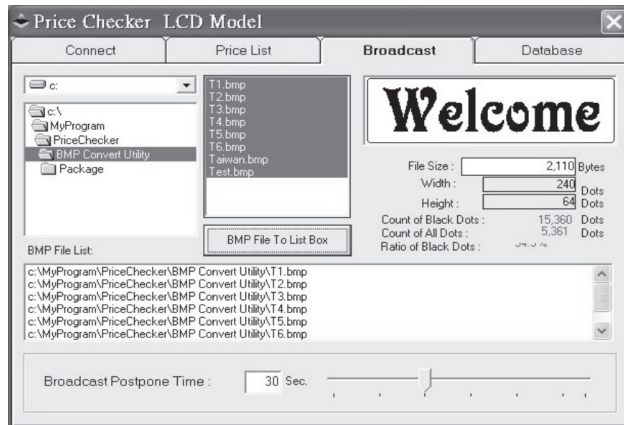 Price Checker LCD Model
Connect
Price List
Broadcast
Database
c:
c:\
MyProgram
PriceChecker
BMP Convert Utility
Package
T1.bmp
T2.bmp
T3.bmp
T4.bmp
T5.bmp
T6.bmp
Taiwan.bmp
Test.bmp
BMP File To List Box
Welcome
File Size : 2,110 Bytes
Width : 240 Dots
Height : 64 Dots
Count of Black Dots : 15,360 Dots
Count of All Dots : 5,361 Dots
Ratio of Black Dots :
BMP File List:
c:\MyProgram\PriceChecker\BMP Convert Utility\T1.bmp
c:\MyProgram\PriceChecker\BMP Convert Utility\T2.bmp
c:\MyProgram\PriceChecker\BMP Convert Utility\T3.bmp
c:\MyProgram\PriceChecker\BMP Convert Utility\T4.bmp
c:\MyProgram\PriceChecker\BMP Convert Utility\T5.bmp
c:\MyProgram\PriceChecker\BMP Convert Utility\T6.bmp
Broadcast Postpone Time : 30 Sec.